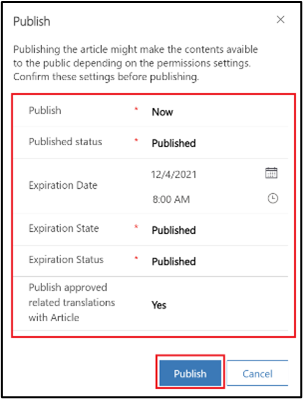 Publish
Publishing the article might make the contents avaible
to the public depending on the permissions settings.
Confirm these settings before publishing.
Publish * Now
Published status * Published
Expiration Date 12/4/2021
8:00 AM
Expiration State * Published
Expiration Status * Published
Publish approved
related translations
with Article Yes
Publish Cancel